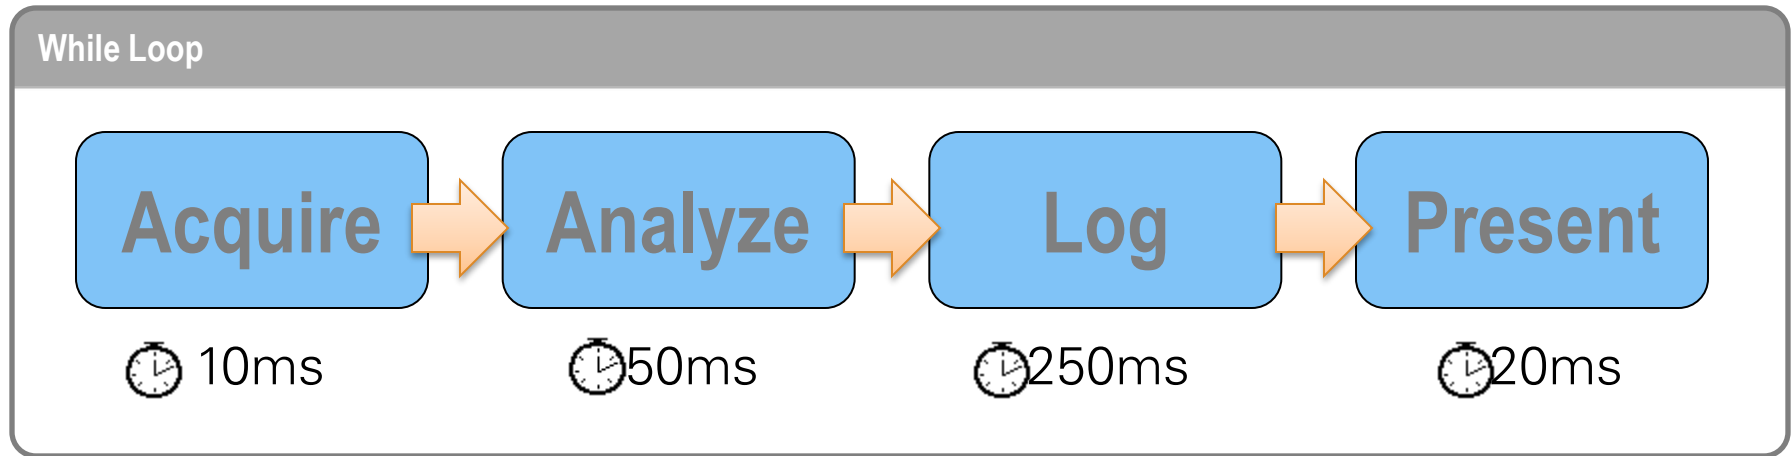 While Loop
Acquire
Analyze
Log
Present
10ms
50ms
250ms
20ms